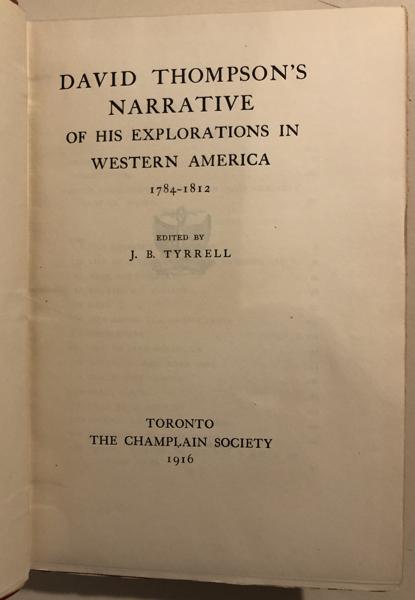 DAVID THOMPSON'S
NARRATIVE
OF HIS EXPLORATIONS IN
WESTERN AMERICA
1784-1812
EDITED BY
J. B. TYRRELL
TORONTO
THE CHAMPLAIN SOCIETY
1916